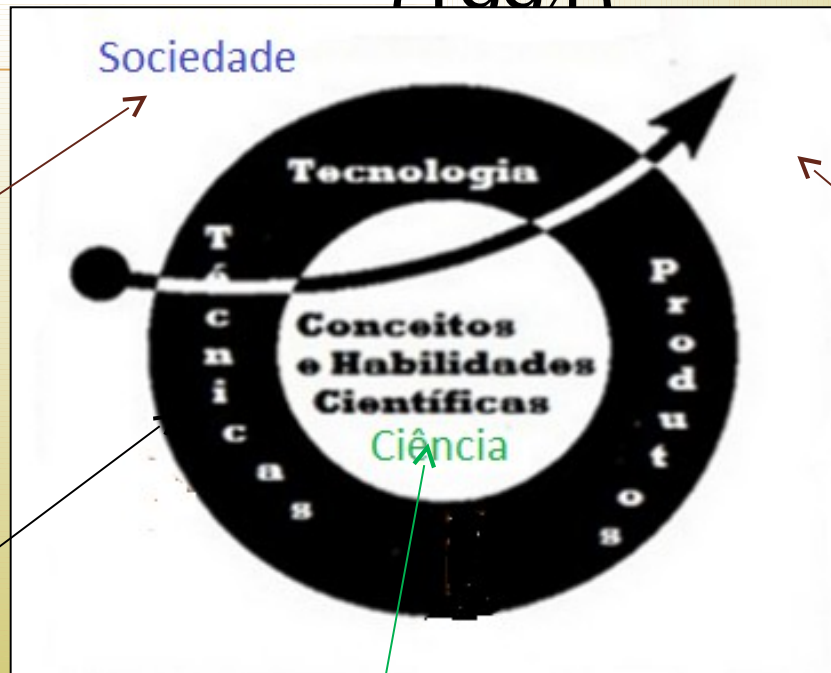 Sociedade
Tecnologia
Técnicas
Produtos
Conceitos
e Habilidades
Científicas
Ciência